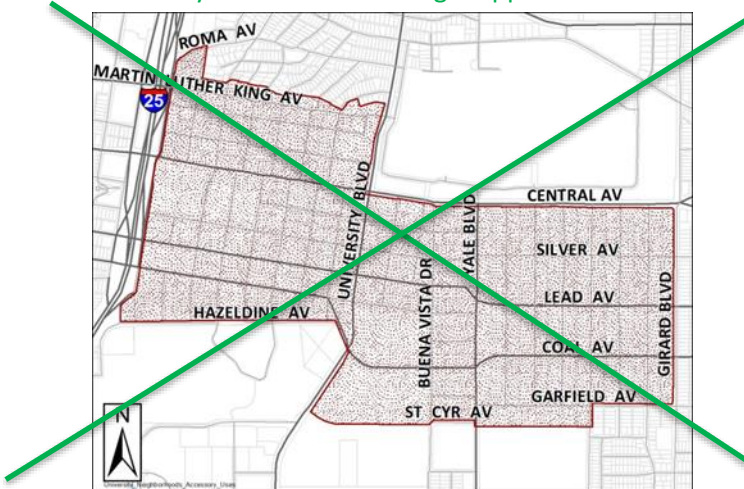 ROMA AV
MARTIN LUTHER KING AV
25
UNIVERSITY BLVD
CENTRAL AV
YALE BLVD
SILVER AV
BUENA VISTA DR
LEAD AV
GIRARD BLVD
HAZELDINE AV
COAL AV
GARFIELD AV
ST CYR AV
N
University_Neighborhoods_Accessory_Uses